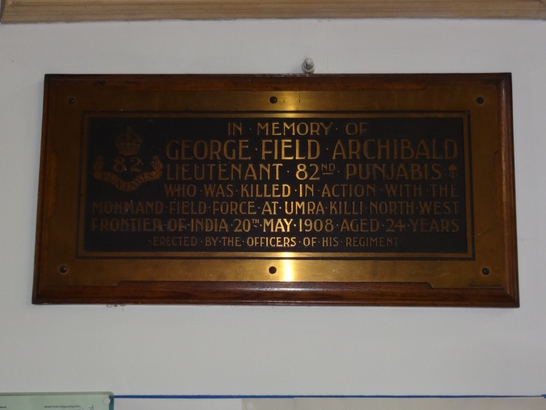 IN · MEMORY · OF
GEORGE · FIELD · ARCHIBALD
LIEUTENANT · 82ND · PUNJABIS ·
WHO · WAS · KILLED · IN · ACTION · WITH · THE
MOHMAND · FIELD · FORCE · AT · UMRA · KILLI · NORTH · WEST
FRONTIER · OF · INDIA · 20TH · MAY · 1908 · AGED · 24 · YEARS
· ERECTED · BY · THE · OFFICERS · OF · HIS · REGIMENT ·
82